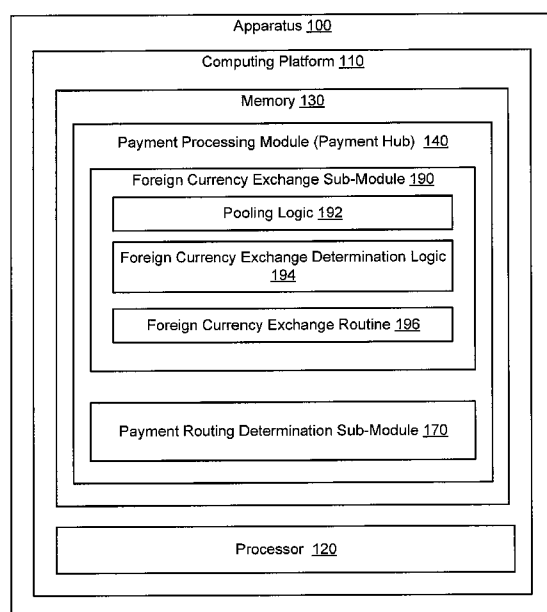 Apparatus 100
Computing Platform 110
Memory 130
Payment Processing Module (Payment Hub) 140
Foreign Currency Exchange Sub-Module 190
Pooling Logic 192
Foreign Currency Exchange Determination Logic
194
Foreign Currency Exchange Routine 196
Payment Routing Determination Sub-Module 170
Processor 120